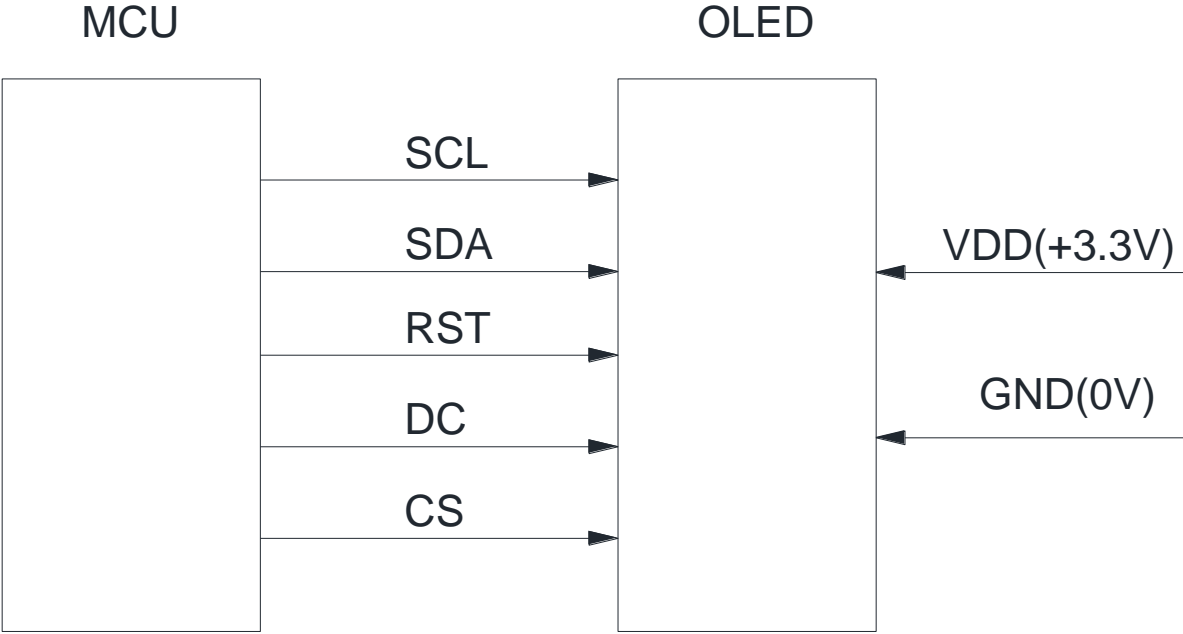 MCU
OLED
SCL
SDA
VDD(+3.3V)
RST
GND(0V)
DC
CS